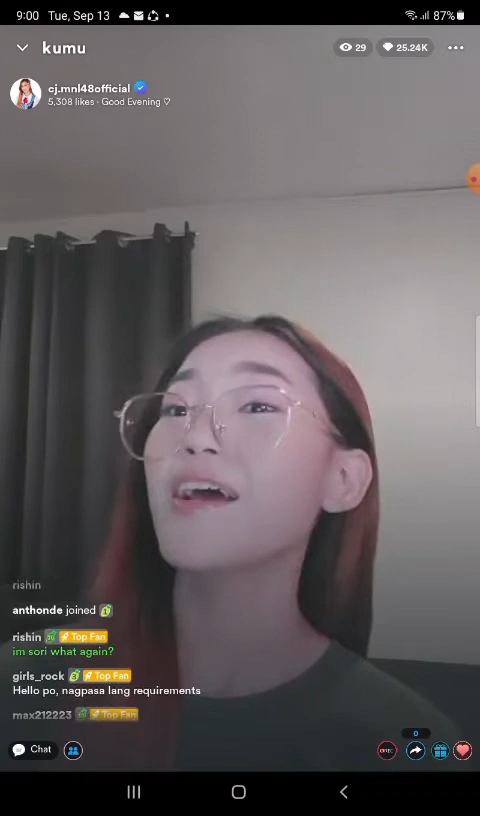 9:00 Tue, Sep 13 87%
kumu 29 25.24K
cj.mnl48official
5,308 likes · Good Evening ♡
rishin
anthonde joined
rishin Top Fan
im sori what again?
girls_rock 3 Top Fan
Hello po, nagpasa lang requirements
max212223 Top Fan
0
Chat